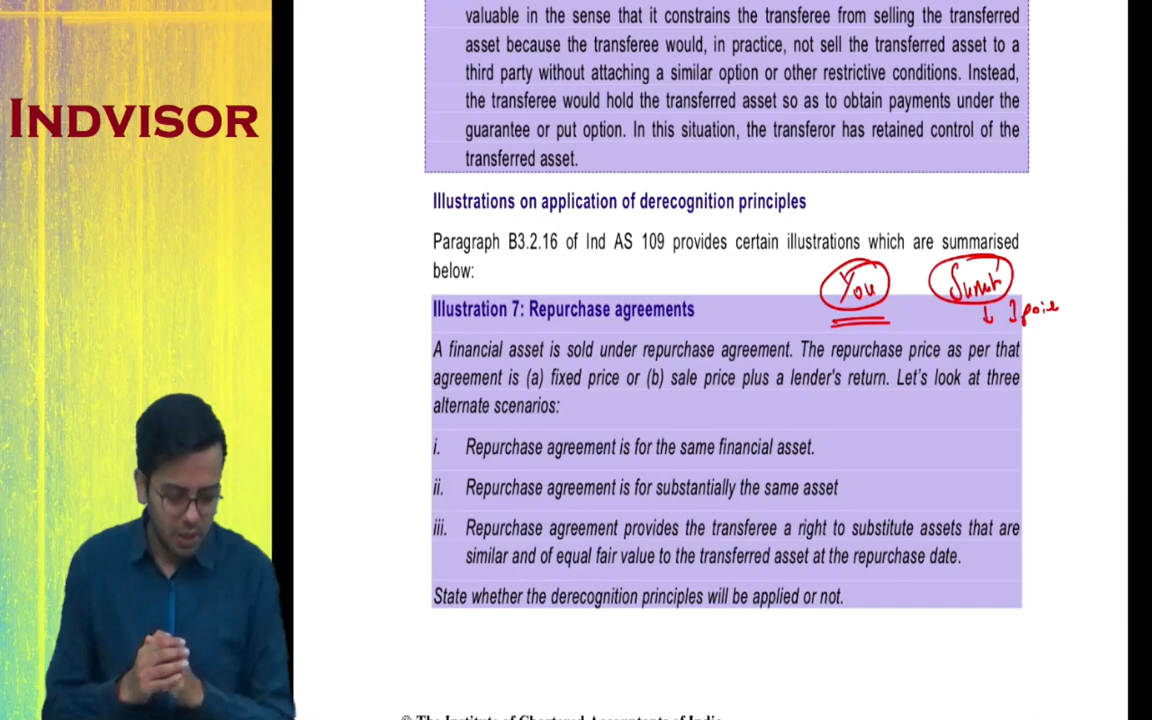 INDVISOR
valuable in the sense that it constrains the transferee from selling the transferred
asset because the transferee would, in practice, not sell the transferred asset to a
third party without attaching a similar option or other restrictive conditions. Instead,
the transferee would hold the transferred asset so as to obtain payments under the
guarantee or put option. In this situation, the transferor has retained control of the
transferred asset.
Illustrations on application of derecognition principles
Paragraph B3.2.16 of Ind AS 109 provides certain illustrations which are summarised
below:
You
Illustration 7: Repurchase agreements
A financial asset is sold under repurchase agreement. The repurchase price as per that
agreement is (a) fixed price or (b) sale price plus a lender's return. Let's look at three
alternate scenarios:
i. Repurchase agreement is for the same financial asset.
ii. Repurchase agreement is for substantially the same asset
iii. Repurchase agreement provides the transferee a right to substitute assets that are
similar and of equal fair value to the transferred asset at the repurchase date.
State whether the derecognition principles will be applied or not.
© The Institute of Chartered Accountants of India